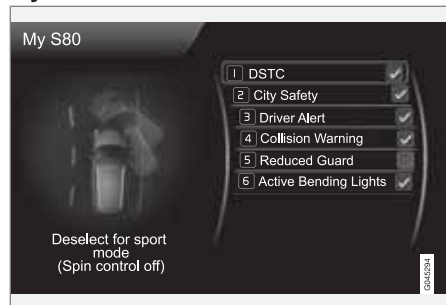 My S80
1 DSTC
2 City Safety
3 Driver Alert
4 Collision Warning
5 Reduced Guard
6 Active Bending Lights
Deselect for sport
mode
(Spin control off)
G045294